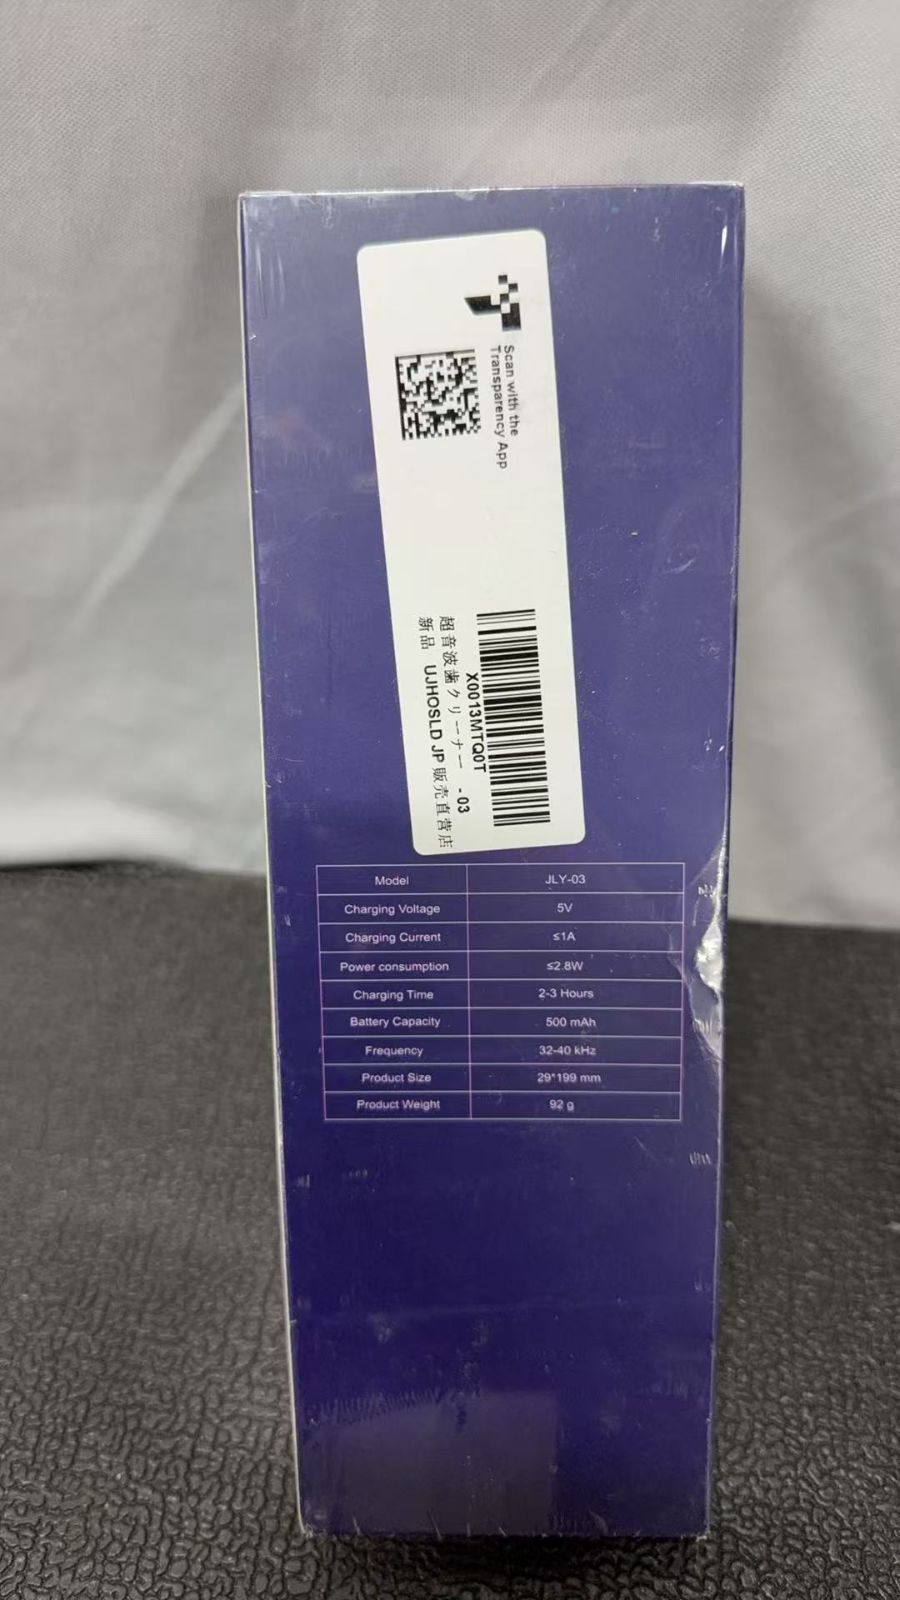 Scan with the
Transparency App
X0013MTQ0T
超音波歯クリーナー -03
新品 UJHOSLD JP 販売直営店
Model JLY-03
Charging Voltage 5V
Charging Current ≤1A
Power consumption ≤2.8W
Charging Time 2-3 Hours
Battery Capacity 500 mAh
Frequency 32-40 kHz
Product Size 29*199 mm
Product Weight 92 g